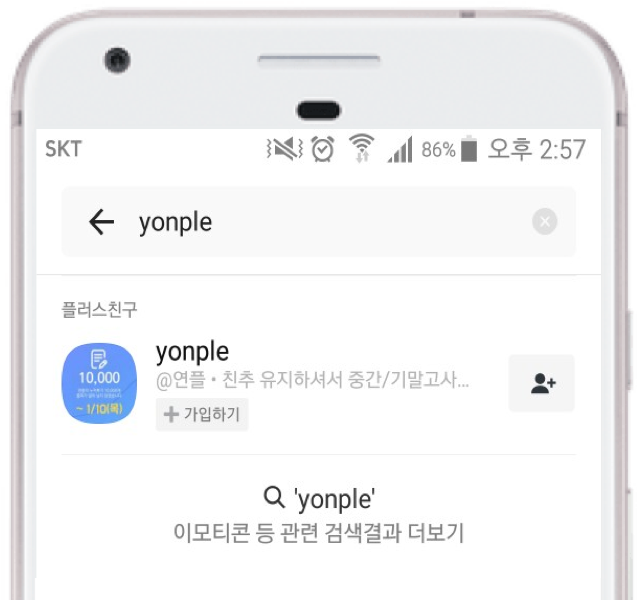 SKT 86% 오후 2:57
yonple
플러스친구
10,000
~ 1/10(목)
yonple
@연플 • 친추 유지하셔서 중간/기말고사...
+ 가입하기
'yonple'
이모티콘 등 관련 검색결과 더보기